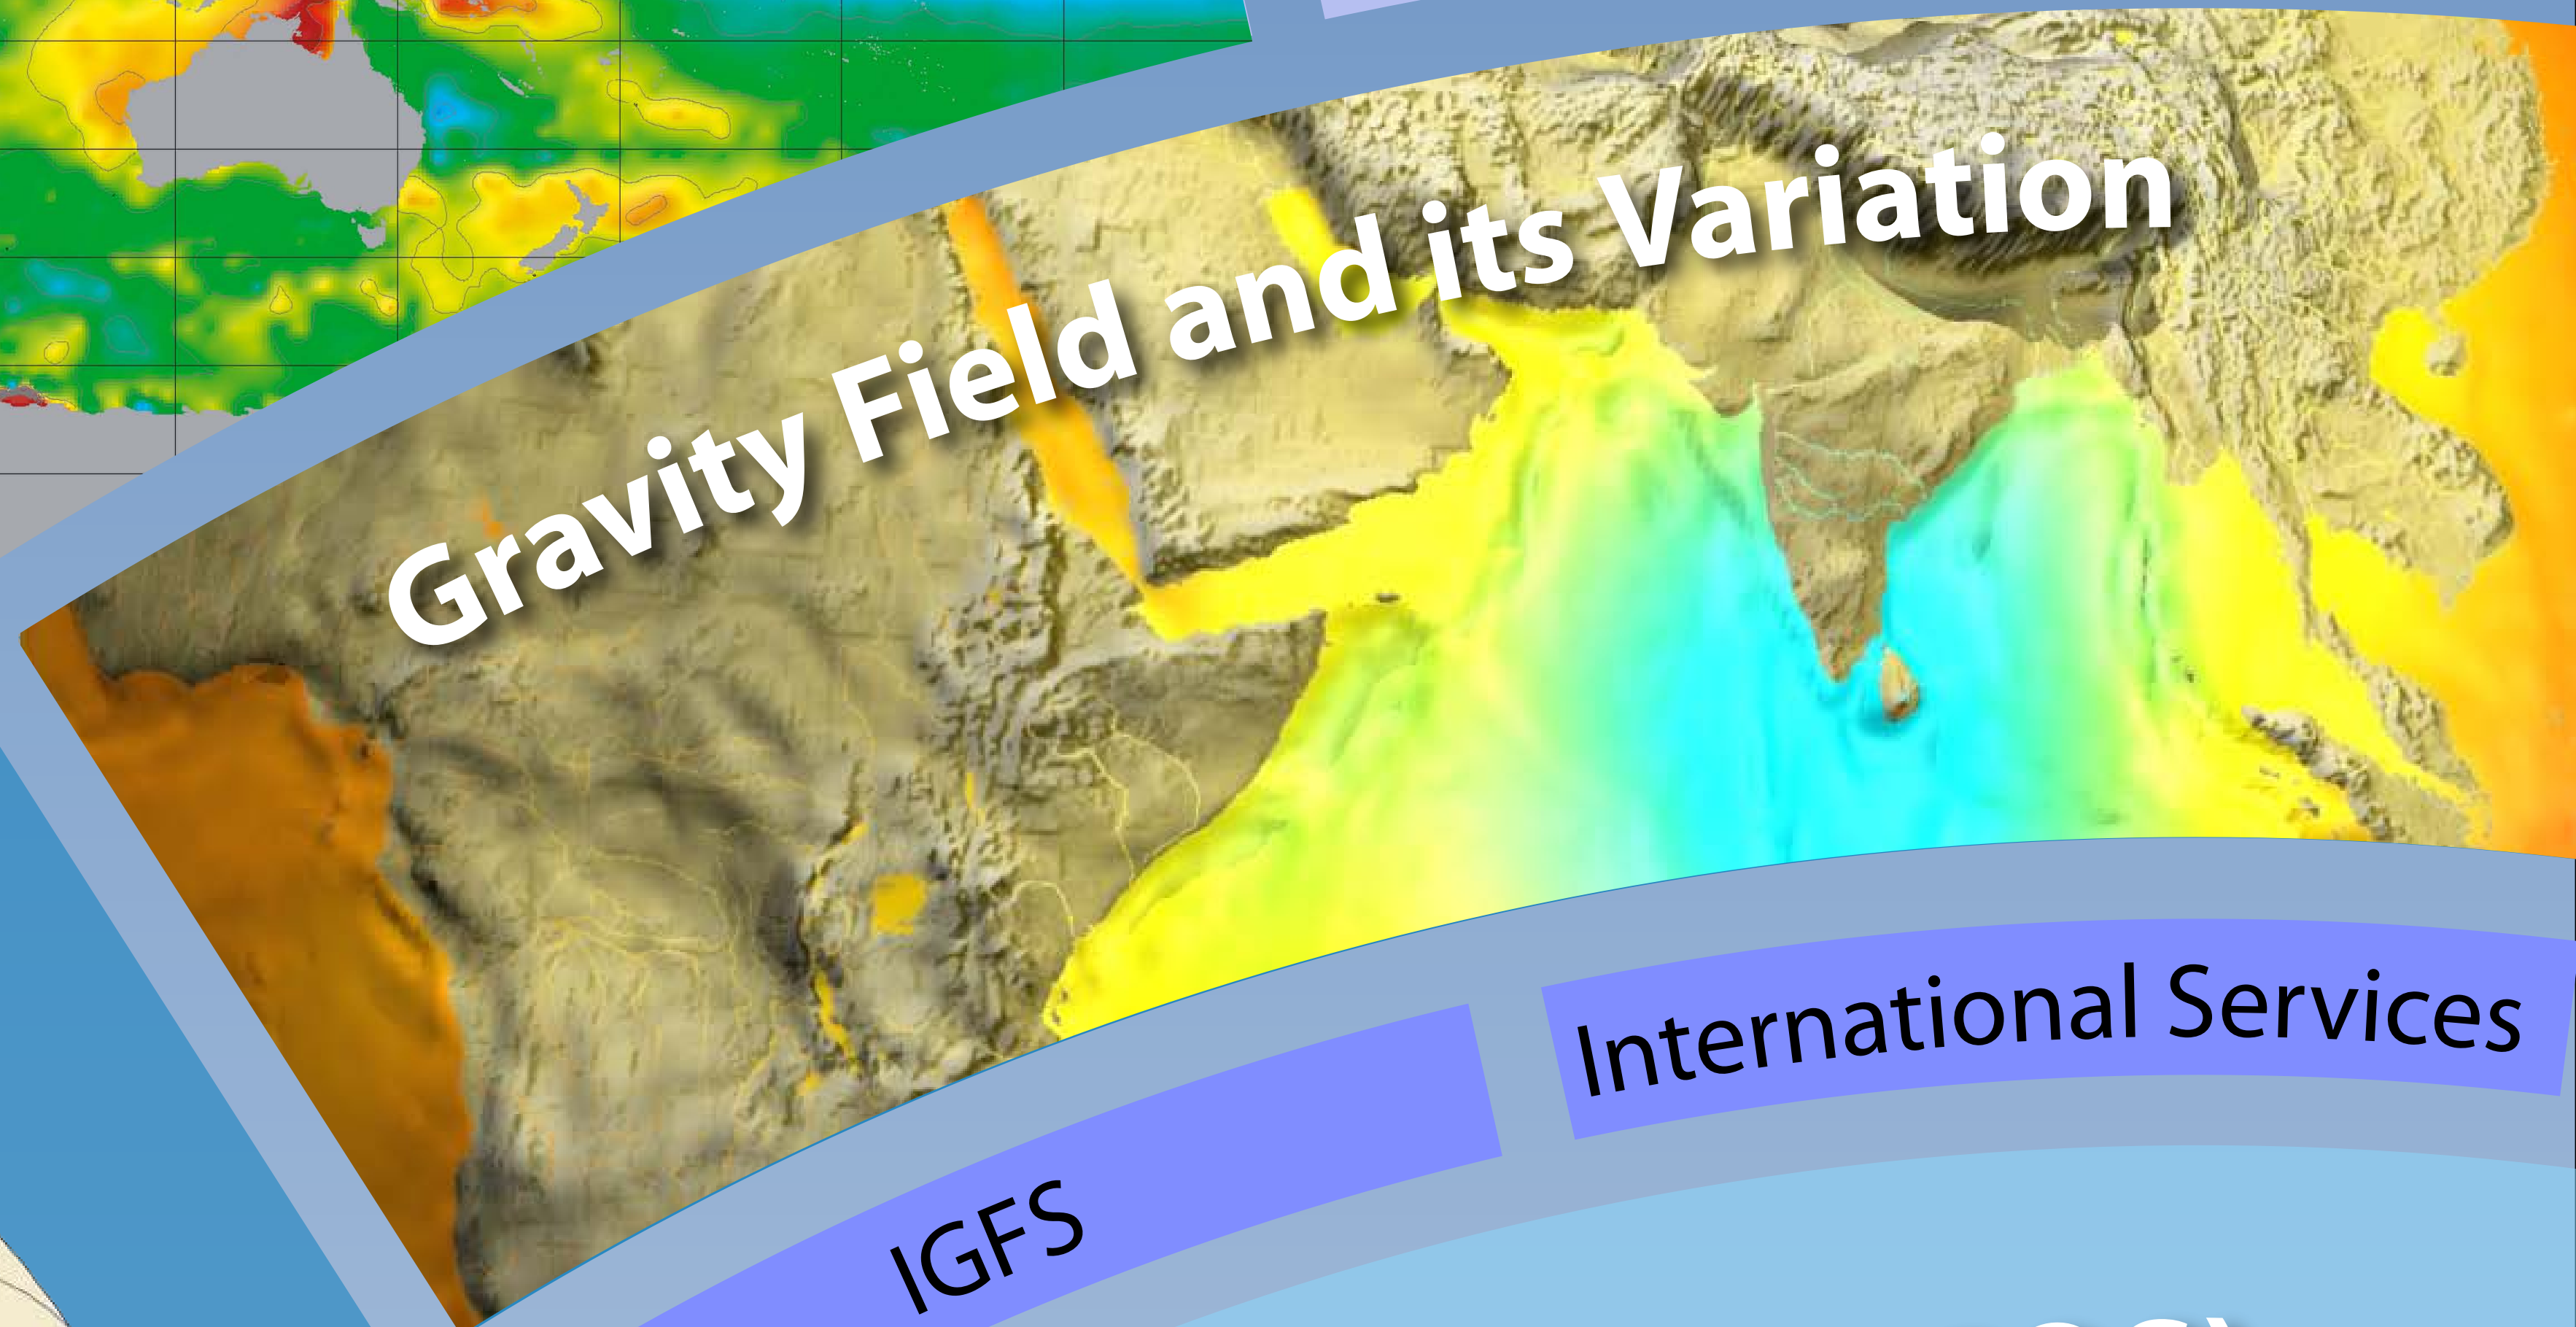 Gravity Field and its Variation
International Services
IGFS